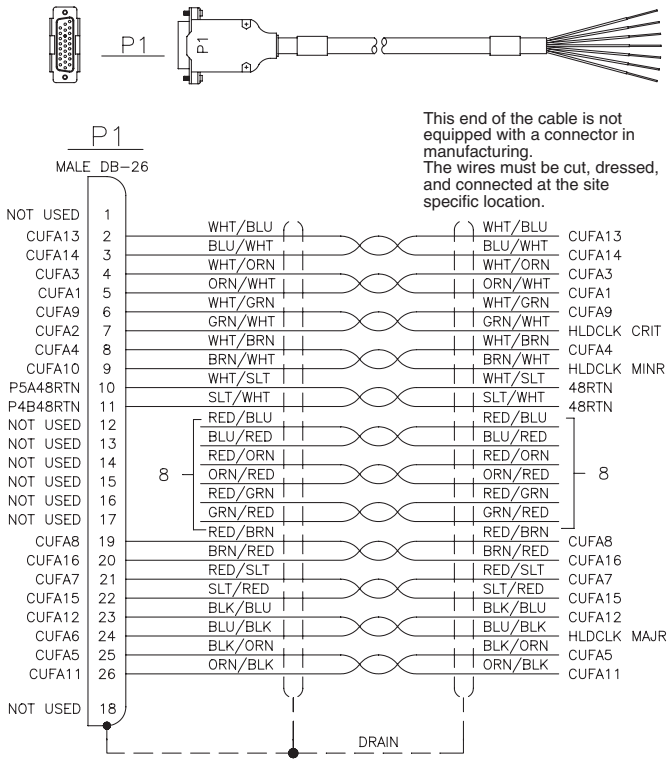 P1
P1
This end of the cable is not
equipped with a connector in
manufacturing.
The wires must be cut, dressed,
and connected at the site
specific location.
P1
MALE DB-26
NOT USED 1
WHT/BLU WHT/BLU
CUFA13 2 CUFA13
BLU/WHT BLU/WHT
CUFA14 3 CUFA14
WHT/ORN WHT/ORN
CUFA3 4 CUFA3
ORN/WHT ORN/WHT
CUFA1 5 CUFA1
WHT/GRN WHT/GRN
CUFA9 6 CUFA9
GRN/WHT GRN/WHT
CUFA2 7 HLDCLK CRIT
WHT/BRN WHT/BRN
CUFA4 8 CUFA4
BRN/WHT BRN/WHT
CUFA10 9 HLDCLK MINR
WHT/SLT WHT/SLT
P5A48RTN 10 48RTN
SLT/WHT SLT/WHT
P4B48RTN 11 48RTN
RED/BLU RED/BLU
NOT USED 12
BLU/RED BLU/RED
NOT USED 13
RED/ORN RED/ORN
NOT USED 14
8 ORN/RED ORN/RED 8
NOT USED 15
RED/GRN RED/GRN
NOT USED 16
GRN/RED GRN/RED
NOT USED 17
RED/BRN RED/BRN
CUFA8 19 CUFA8
BRN/RED BRN/RED
CUFA16 20 CUFA16
RED/SLT RED/SLT
CUFA7 21 CUFA7
SLT/RED SLT/RED
CUFA15 22 CUFA15
BLK/BLU BLK/BLU
CUFA12 23 CUFA12
BLU/BLK BLU/BLK
CUFA6 24 HLDCLK MAJR
BLK/ORN BLK/ORN
CUFA5 25 CUFA5
ORN/BLK ORN/BLK
CUFA11 26 CUFA11
NOT USED 18
DRAIN